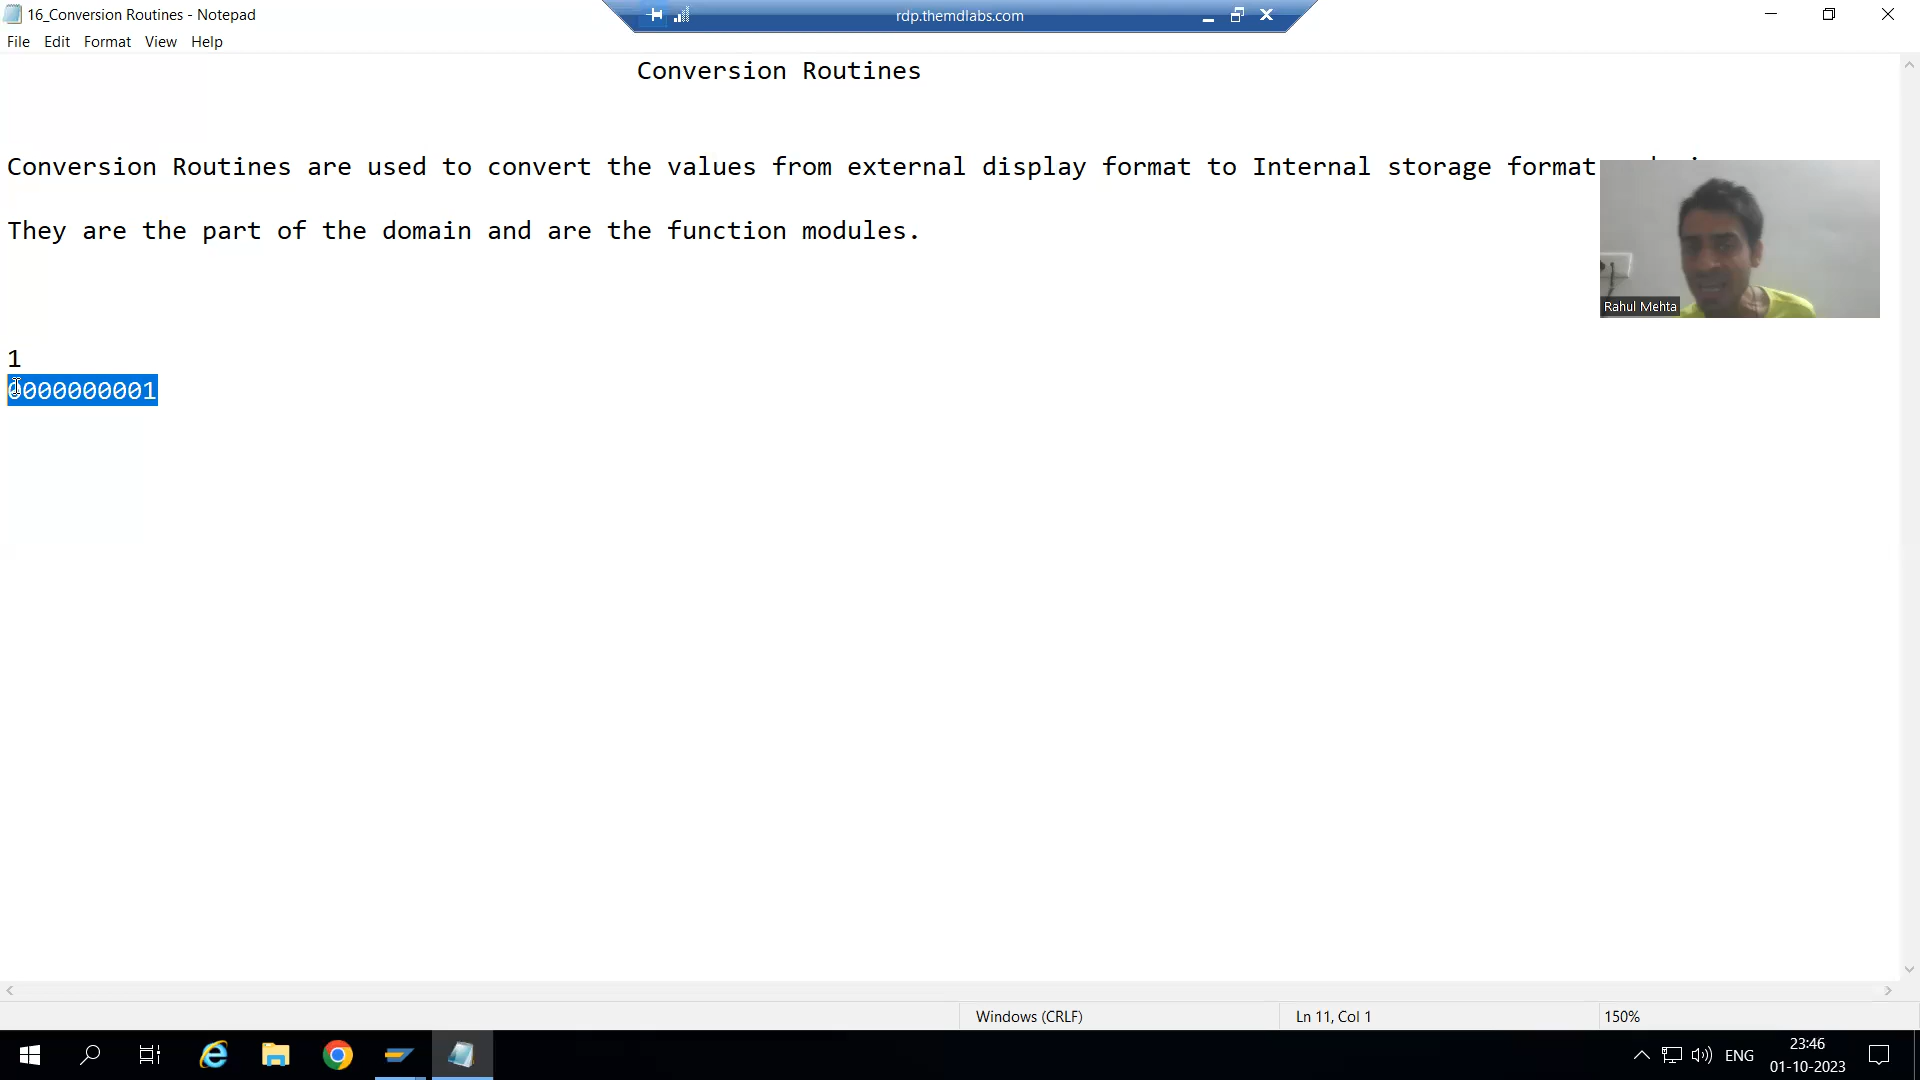 16_Conversion Routines - Notepad
rdp.themdlabs.com
File Edit Format View Help
Conversion Routines
Conversion Routines are used to convert the values from external display format to Internal storage format
They are the part of the domain and are the function modules.
Rahul Mehta
1
0000000001
Windows (CRLF)
Ln 11, Col 1
150%
ENG
23:46
01-10-2023